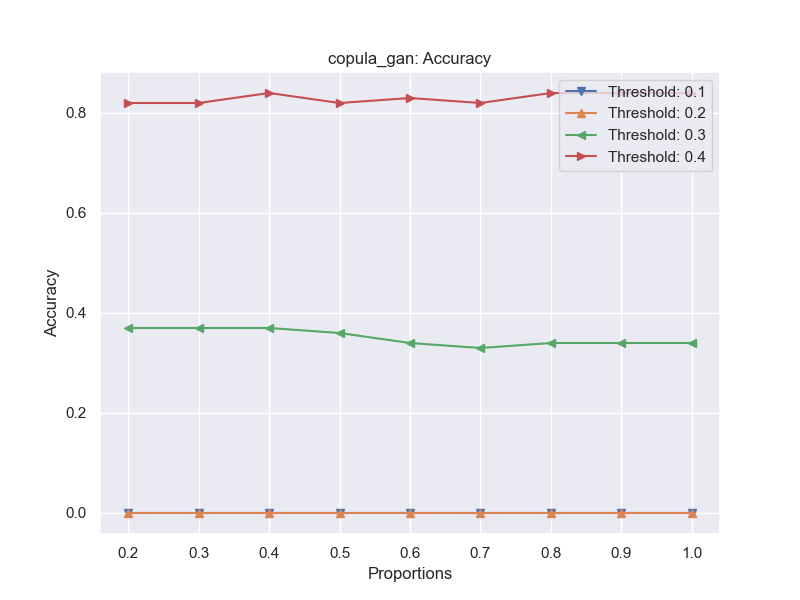 copula_gan: Accuracy
Threshold: 0.1
Threshold: 0.2
Threshold: 0.3
Threshold: 0.4
Accuracy
0.8
0.6
0.4
0.2
0.0
0.2 0.3 0.4 0.5 0.6 0.7 0.8 0.9 1.0
Proportions